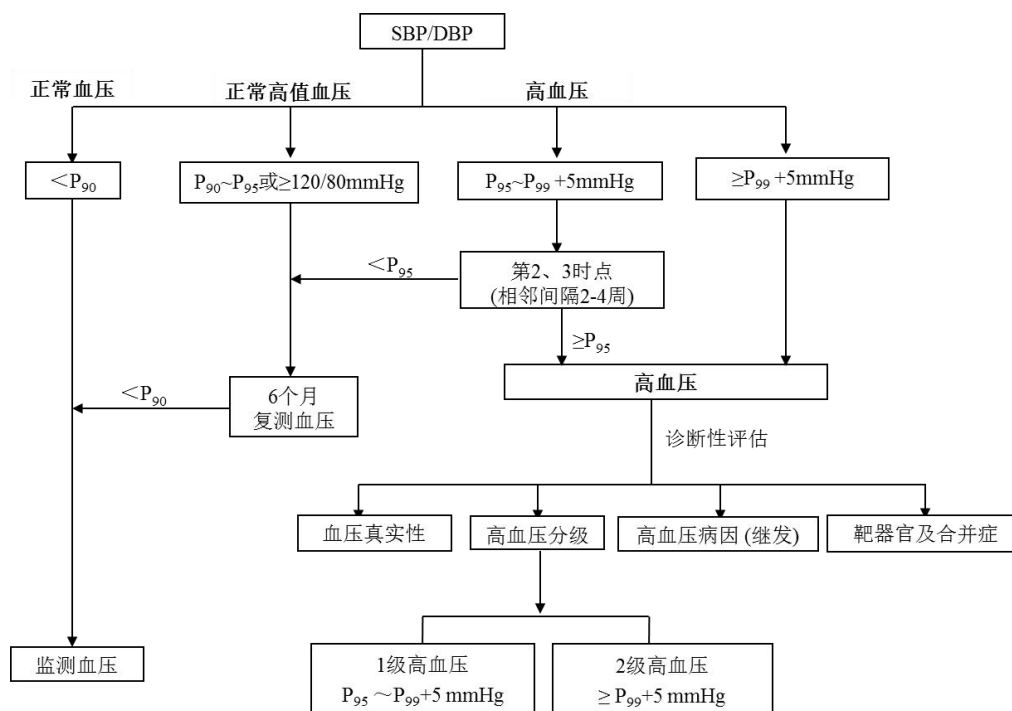 SBP/DBP
正常血压
正常高值血压
高血压
＜P90
P90~P95或≥120/80mmHg
P95~P99 +5mmHg
≥P99 +5mmHg
＜P95
第2、3时点
(相邻间隔2-4周)
≥P95
高血压
＜P90
6个月
复测血压
诊断性评估
血压真实性
高血压分级
高血压病因 (继发)
靶器官及合并症
监测血压
1级高血压
P95 ～P99+5 mmHg
2级高血压
≥ P99+5 mmHg